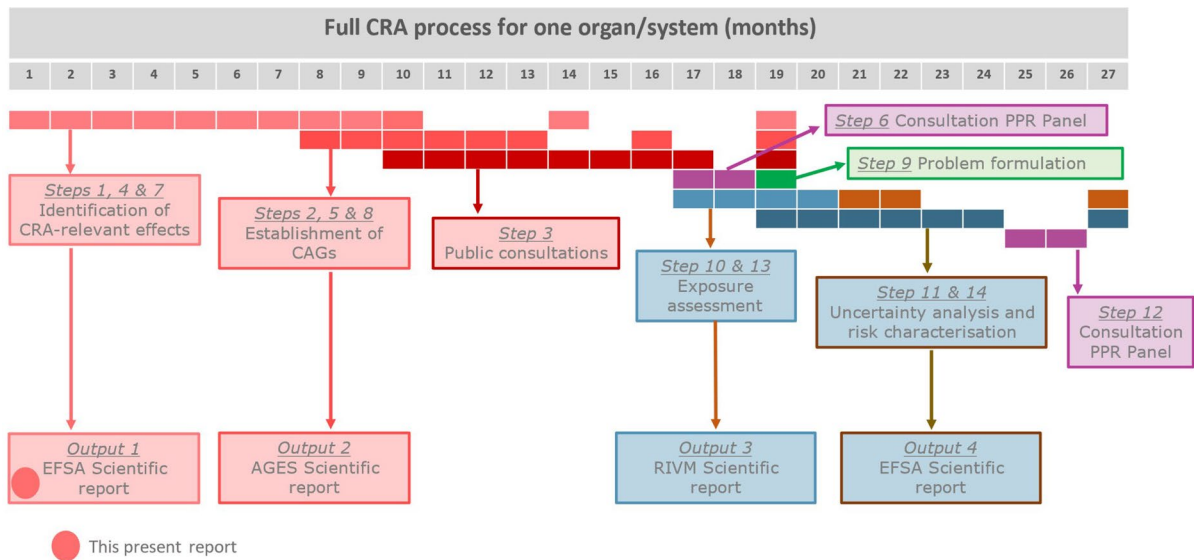 Full CRA process for one organ/system (months)
1 2 3 4 5 6 7 8 9 10 11 12 13 14 15 16 17 18 19 20 21 22 23 24 25 26 27
Step 6 Consultation PPR Panel
Step 9 Problem formulation
Steps 1, 4 & 7
Identification of
CRA-relevant effects
Steps 2, 5 & 8
Establishment of
CAGs
Step 3
Public consultations
Step 10 & 13
Exposure
assessment
Step 11 & 14
Uncertainty analysis and
risk characterisation
Step 12
Consultation
PPR Panel
Output 1
EFSA Scientific
report
Output 2
AGES Scientific
report
Output 3
RIVM Scientific
report
Output 4
EFSA Scientific
report
This present report